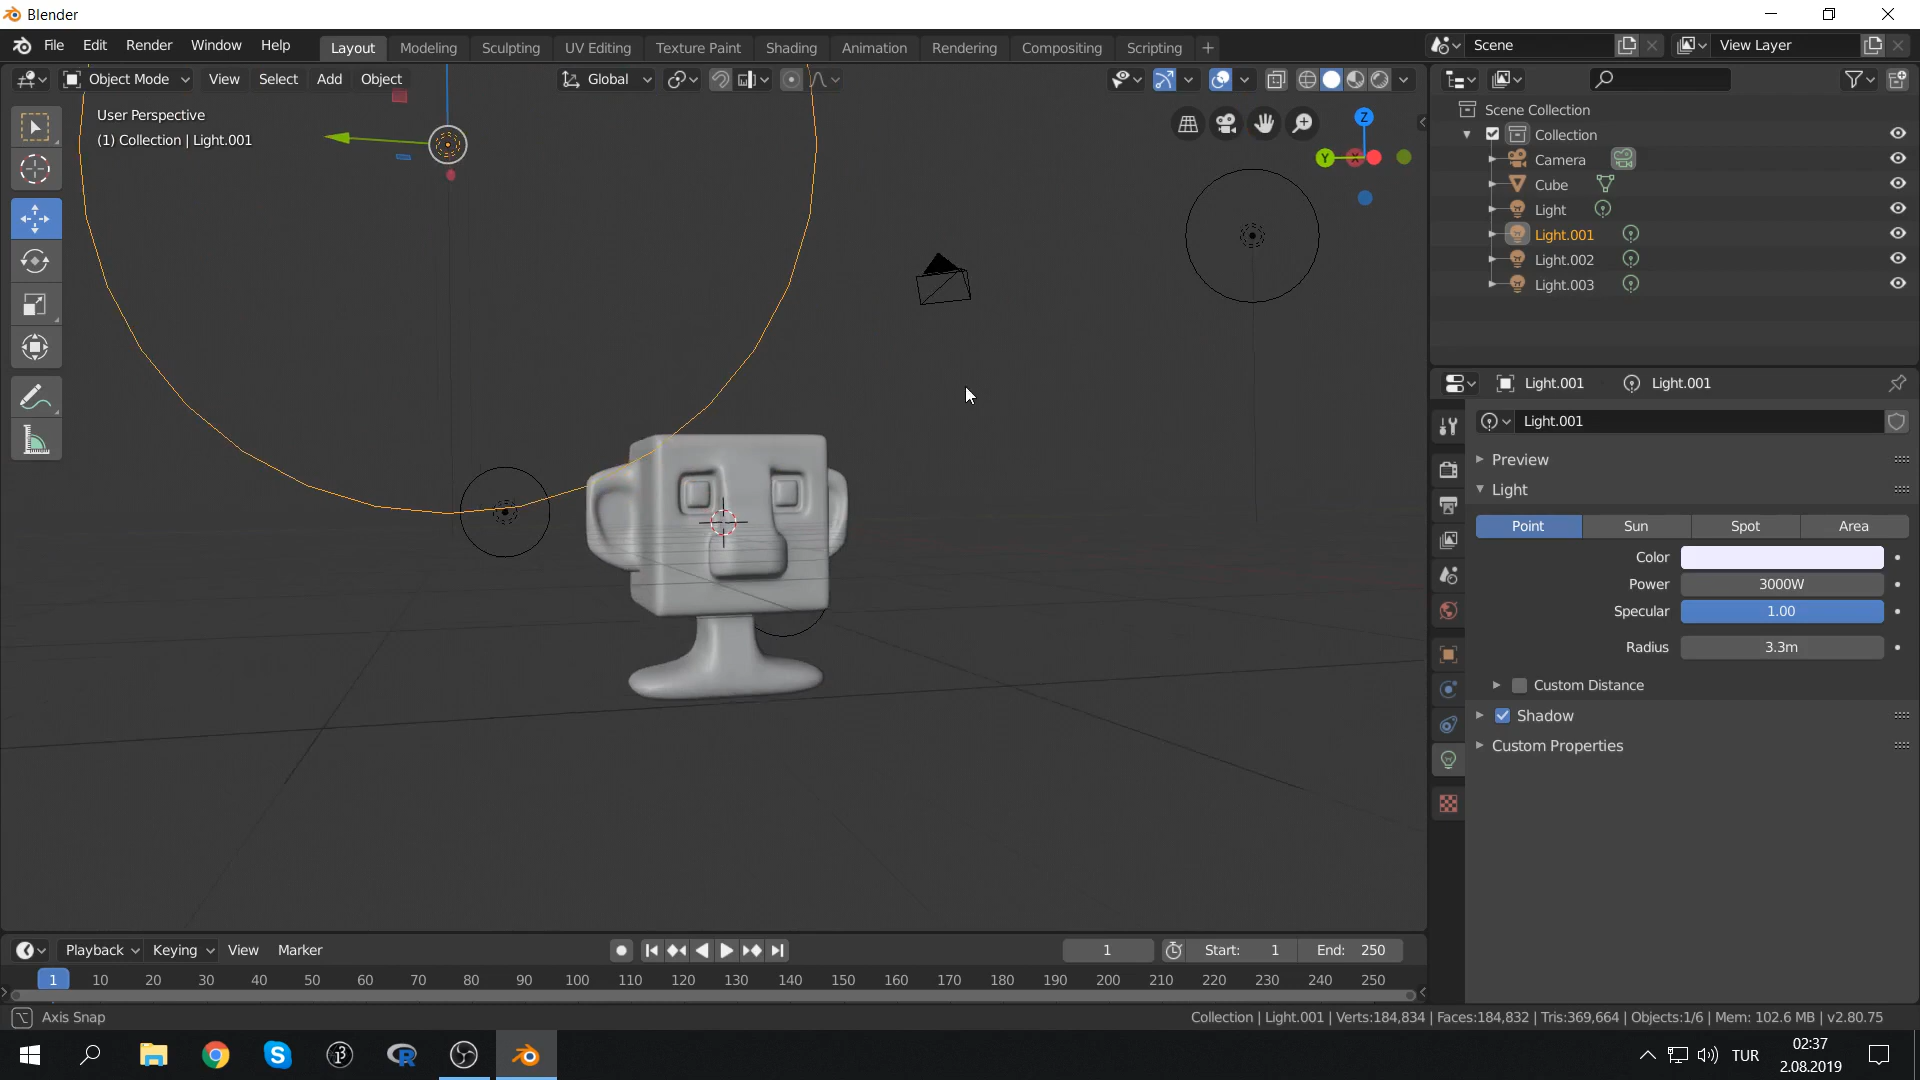 Blender
File Edit Render Window Help
Layout Modeling Sculpting UV Editing Texture Paint Shading Animation Rendering Compositing Scripting +
Scene
View Layer
Object Mode View Select Add Object
Global
User Perspective
(1) Collection | Light.001
Z
Y
X
Scene Collection
Collection
Camera
Cube
Light
Light.001
Light.002
Light.003
Light.001 Light.001
Light.001
Preview
Light
Point Sun Spot Area
Color
Power 3000W
Specular 1.00
Radius 3.3m
Custom Distance
Shadow
Custom Properties
Playback Keying View Marker
1 Start: 1 End: 250
1 10 20 30 40 50 60 70 80 90 100 110 120 130 140 150 160 170 180 190 200 210 220 230 240 250
Axis Snap
Collection | Light.001 | Verts:184,834 | Faces:184,832 | Tris:369,664 | Objects:1/6 | Mem: 102.6 MB | v2.80.75
TUR
02:37
2.08.2019